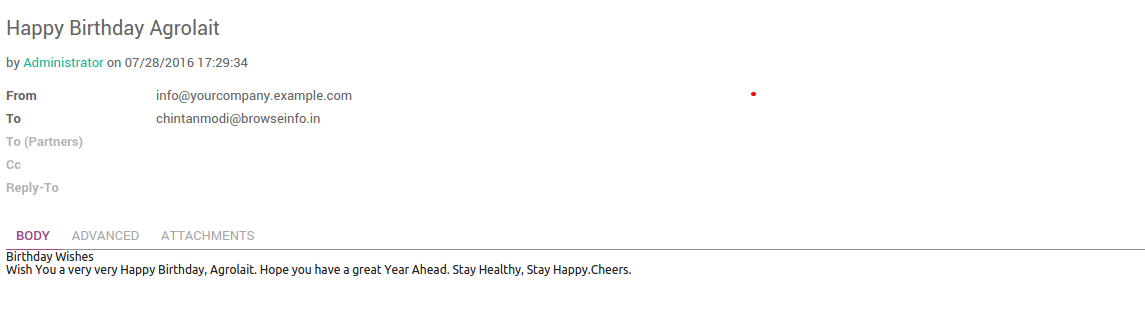 Happy Birthday Agrolait
by Administrator on 07/28/2016 17:29:34
From info@yourcompany.example.com
To chintanmodi@browseinfo.in
To (Partners)
Cc
Reply-To
BODY ADVANCED ATTACHMENTS
Birthday Wishes
Wish You a very very Happy Birthday, Agrolait. Hope you have a great Year Ahead. Stay Healthy, Stay Happy.Cheers.